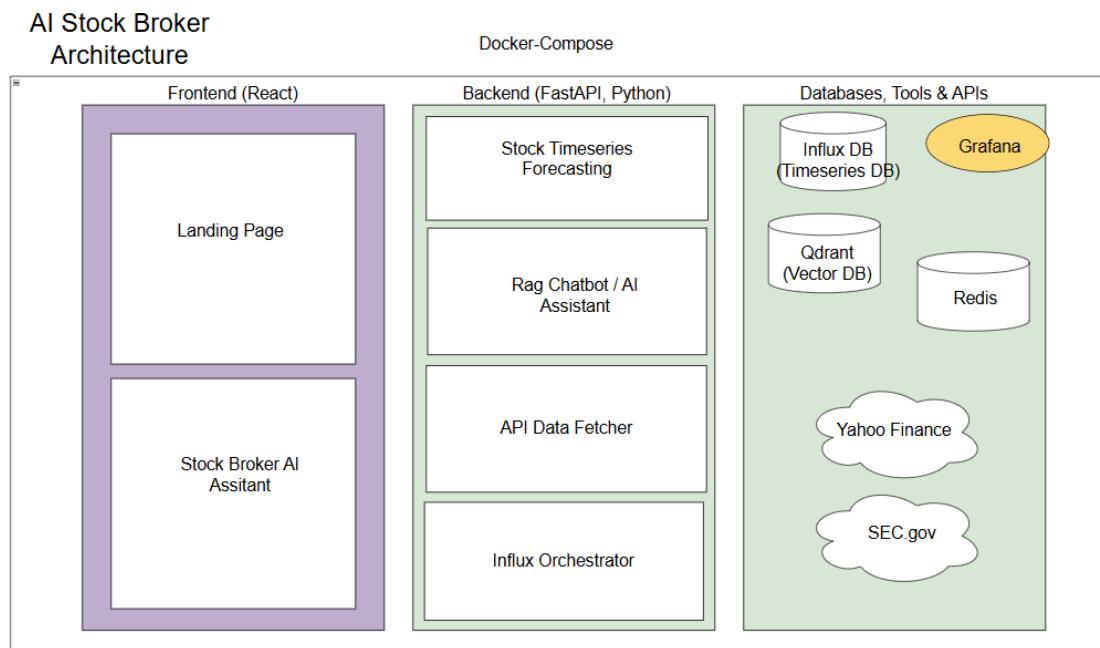 AI Stock Broker
Architecture
Docker-Compose
Frontend (React)
Landing Page
Stock Broker AI
Assitant
Backend (FastAPI, Python)
Stock Timeseries
Forecasting
Rag Chatbot / AI
Assistant
API Data Fetcher
Influx Orchestrator
Databases, Tools & APIs
Influx DB
(Timeseries DB)
Grafana
Qdrant
(Vector DB)
Redis
Yahoo Finance
SEC.gov